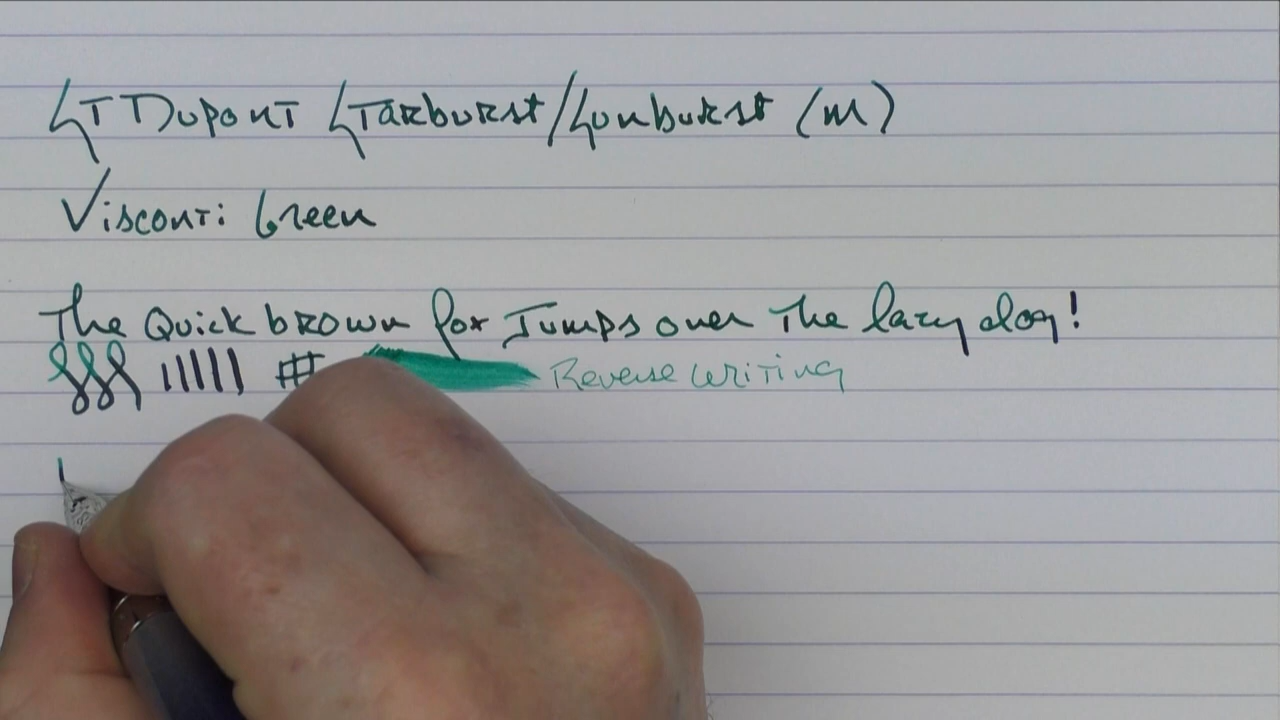 ST Dupont Starburst/Sunburst (M)
Visconti Green
The Quick brown fox Jumps over The lazy dog!
# Reverse Writing